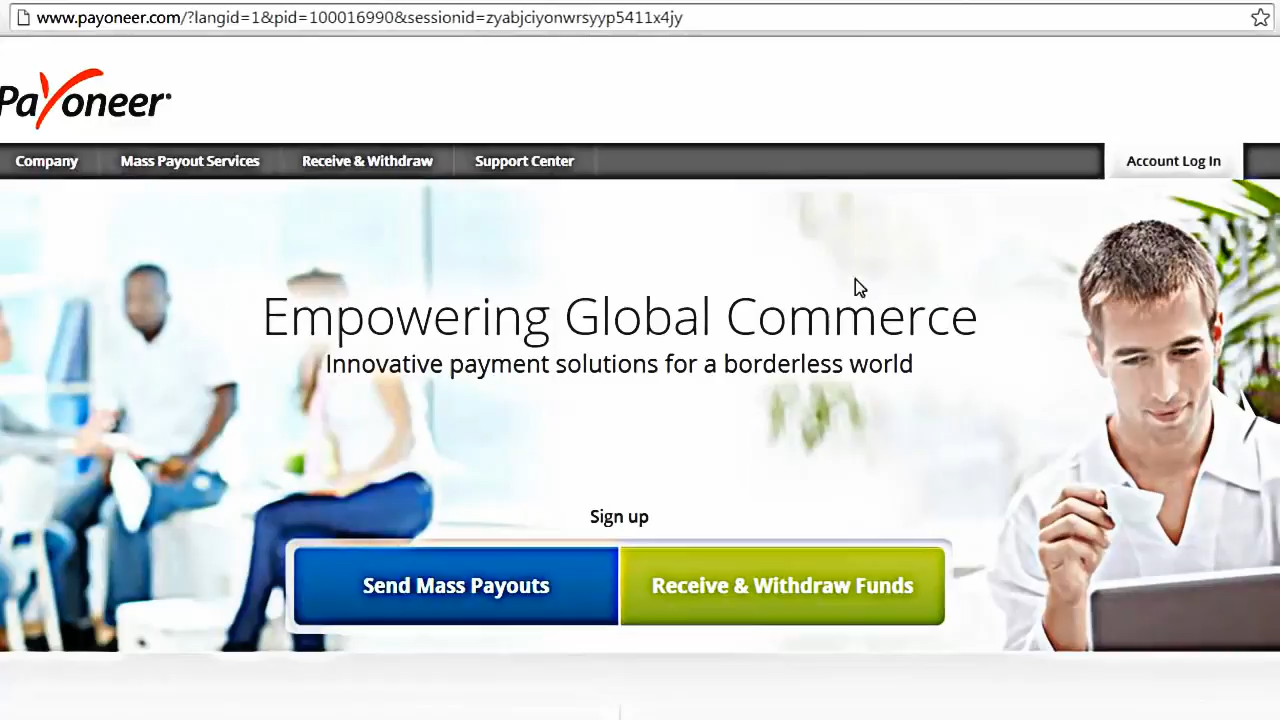 www.payoneer.com/?langid=1&pid=100016990&sessionid=zyabjciyonwrsyyp5411x4jy
Payoneer
Company Mass Payout Services Receive & Withdraw Support Center Account Log In
Empowering Global Commerce
Innovative payment solutions for a borderless world
Sign up
Send Mass Payouts Receive & Withdraw Funds